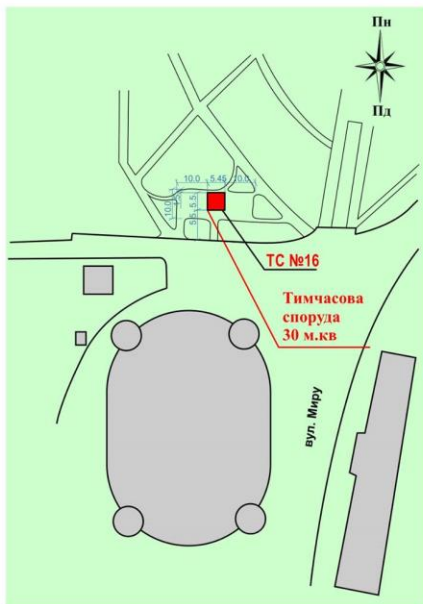 Пн
Пд
10.0 5.45 10.0
10.0
5.5 5.5
ТС №16
Тимчасова
споруда
30 м.кв
вул. Миру